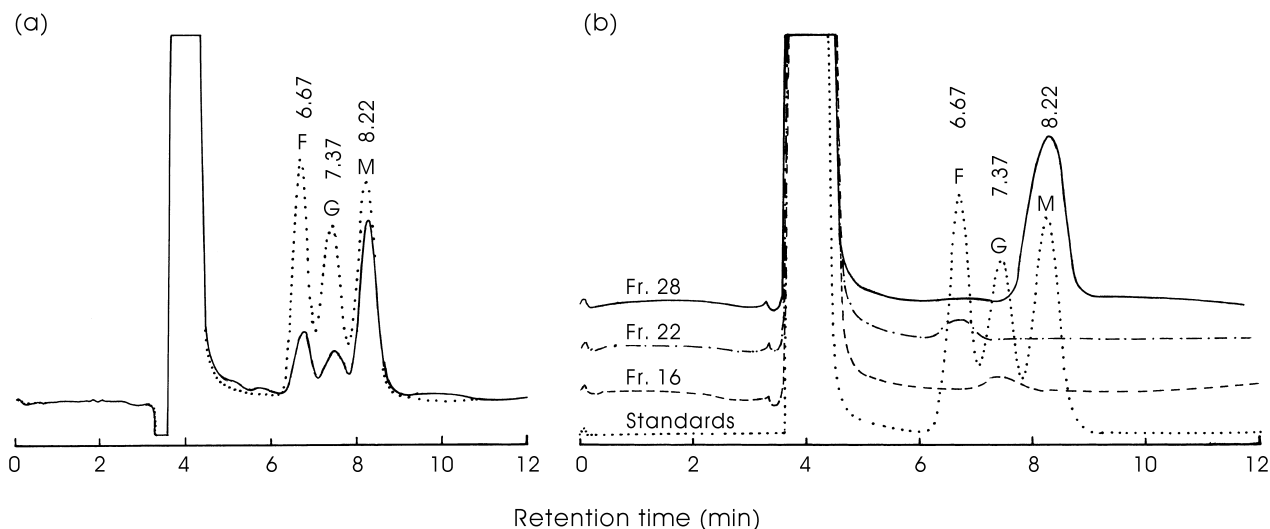 (a)
6.67
F
7.37
G
8.22
M
0 2 4 6 8 10 12
(b)
6.67
F
7.37
G
8.22
M
Fr. 28
Fr. 22
Fr. 16
Standards
0 2 4 6 8 10 12
Retention time (min)